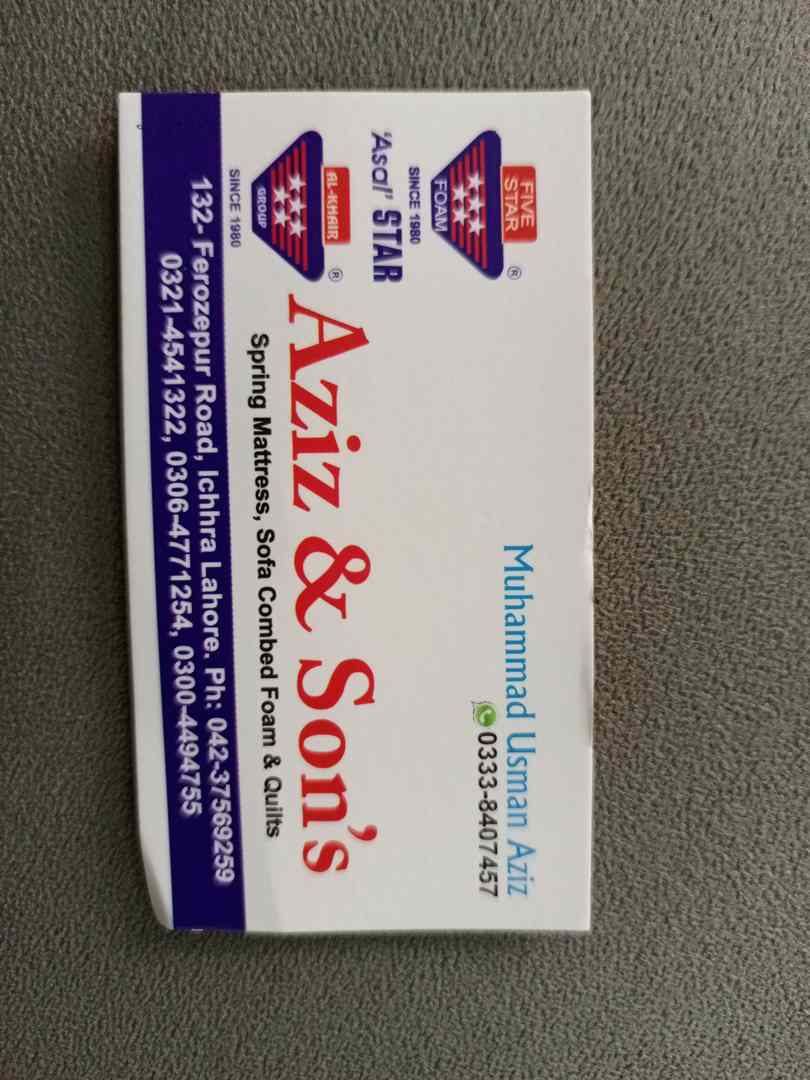 FIVE
STAR
®
FOAM
SINCE 1980
'Asal' STAR
Muhammad Usman Aziz
0333-8407457
AL-KHAIR
®
GROUP
SINCE 1980
Aziz & Son's
Spring Mattress, Sofa Combed Foam & Quilts
132- Ferozepur Road, Ichhra Lahore. Ph: 042-37569259
0321-4541322, 0306-4771254, 0300-4494755